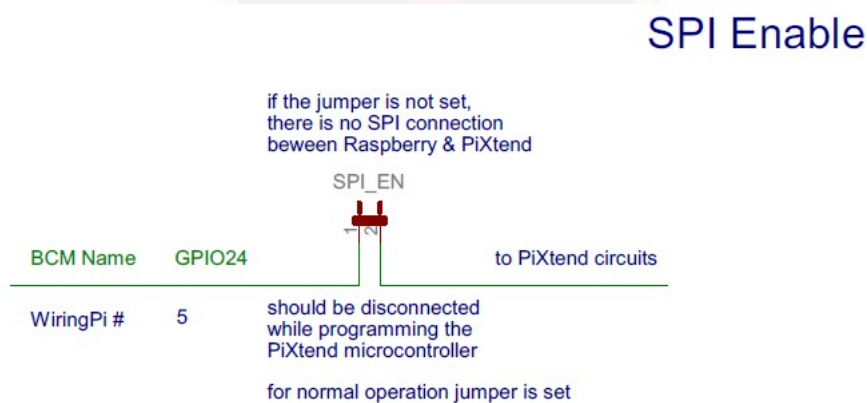 SPI Enable
if the jumper is not set,
there is no SPI connection
beween Raspberry & PiXtend
SPI_EN
1
2
BCM Name GPIO24 to PiXtend circuits
WiringPi # 5
should be disconnected
while programming the
PiXtend microcontroller
for normal operation jumper is set